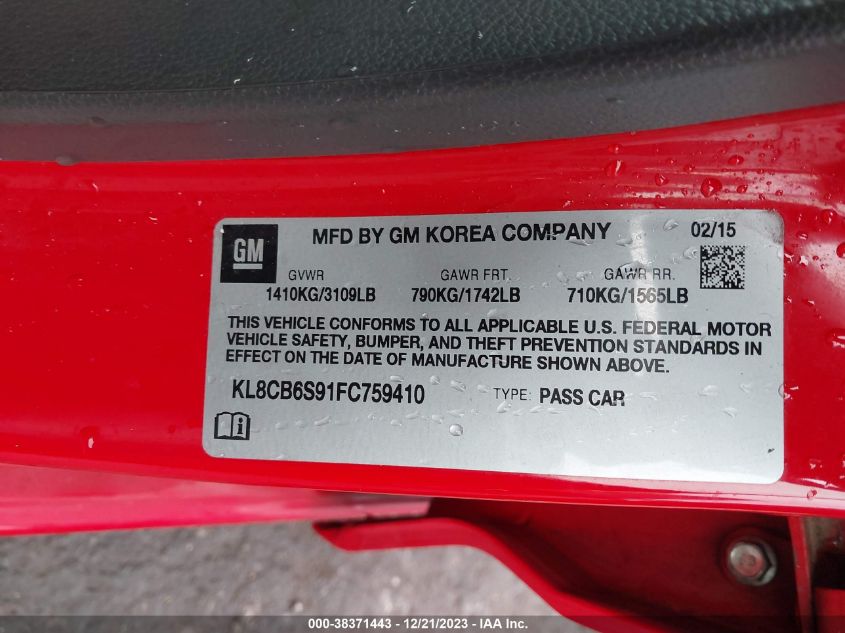 GM
MFD BY GM KOREA COMPANY 02/15
GVWR GAWR FRT. GAWR RR.
1410KG/3109LB 790KG/1742LB 710KG/1565LB
THIS VEHICLE CONFORMS TO ALL APPLICABLE U.S. FEDERAL MOTOR
VEHICLE SAFETY, BUMPER, AND THEFT PREVENTION STANDARDS IN
EFFECT ON THE DATE OF MANUFACTURE SHOWN ABOVE.
KL8CB6S91FC759410 TYPE: PASS CAR
i
000-38371443 - 12/21/2023 - IAA Inc.